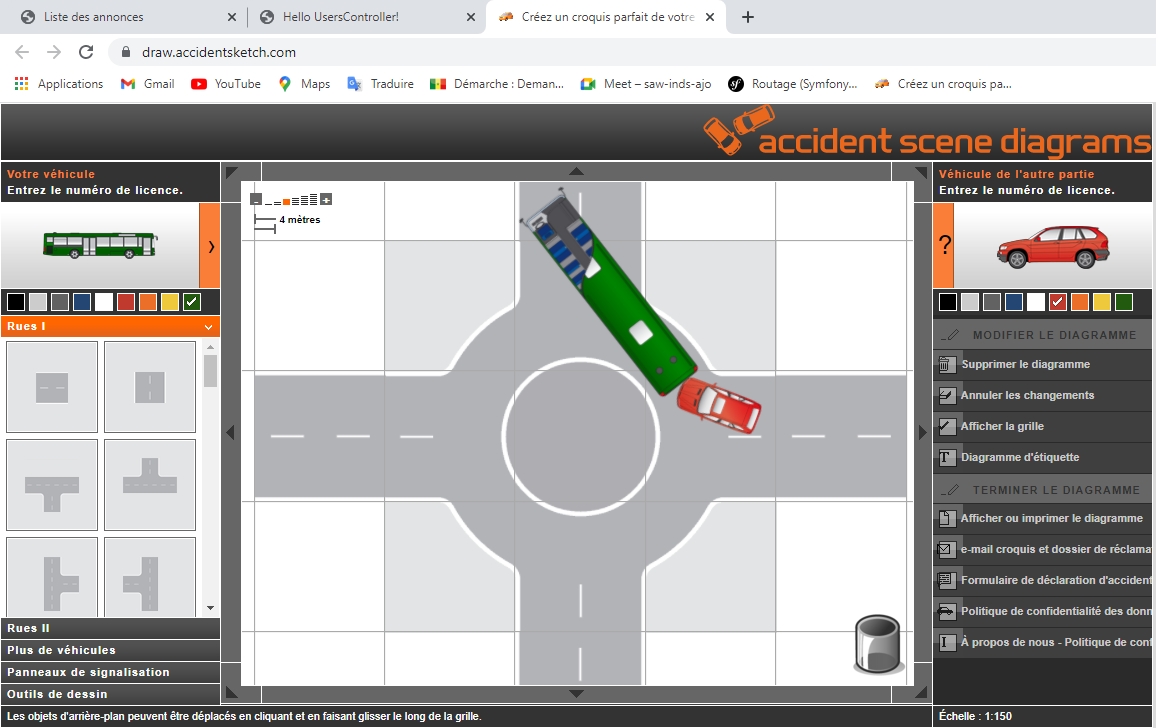 Liste des annonces
Hello UsersController!
Créez un croquis parfait de votre
draw.accidentsketch.com
Applications
Gmail
YouTube
Maps
Traduire
Démarche : Deman...
Meet – saw-inds-ajo
Routage (Symfony...
Créez un croquis pa...
accident scene diagrams
Votre véhicule
Entrez le numéro de licence.
Rues I
Rues II
Plus de véhicules
Panneaux de signalisation
Outils de dessin
4 mètres
Véhicule de l'autre partie
Entrez le numéro de licence.
?
MODIFIER LE DIAGRAMME
Supprimer le diagramme
Annuler les changements
Afficher la grille
T Diagramme d'étiquette
TERMINER LE DIAGRAMME
Afficher ou imprimer le diagramme
e-mail croquis et dossier de réclama
Formulaire de déclaration d'accident
Politique de confidentialité des donn
À propos de nous - Politique de conf
Les objets d'arrière-plan peuvent être déplacés en cliquant et en faisant glisser le long de la grille.
Échelle : 1:150